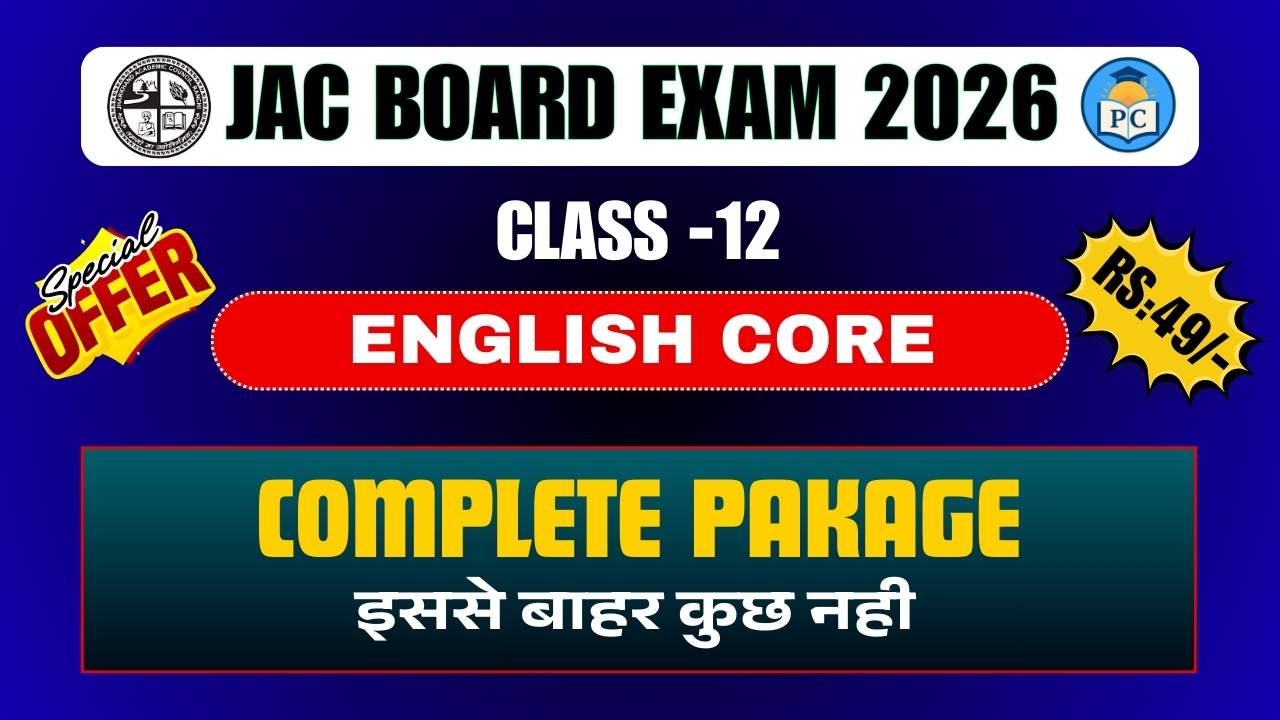 JAC BOARD EXAM 2026
PC
CLASS -12
Special
OFFER
ENGLISH CORE
RS:49/-
COMPLETE PAKAGE
इससे बाहर कुछ नही